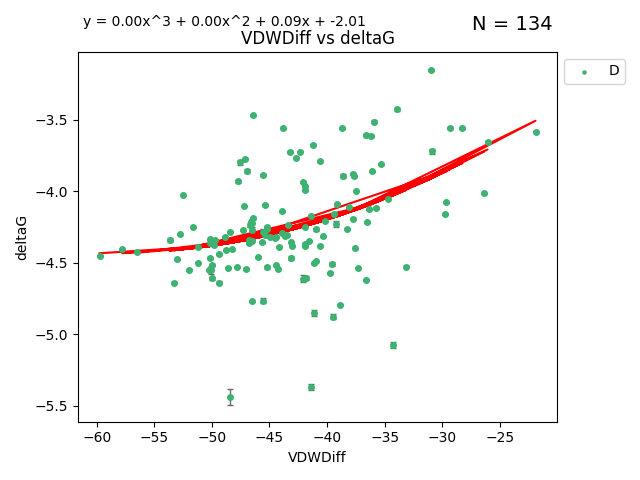 y = 0.00x^3 + 0.00x^2 + 0.09x + -2.01
N = 134
VDWDiff vs deltaG
D
deltaG
−3.5
−4.0
−4.5
−5.0
−5.5
−60 −55 −50 −45 −40 −35 −30 −25
VDWDiff